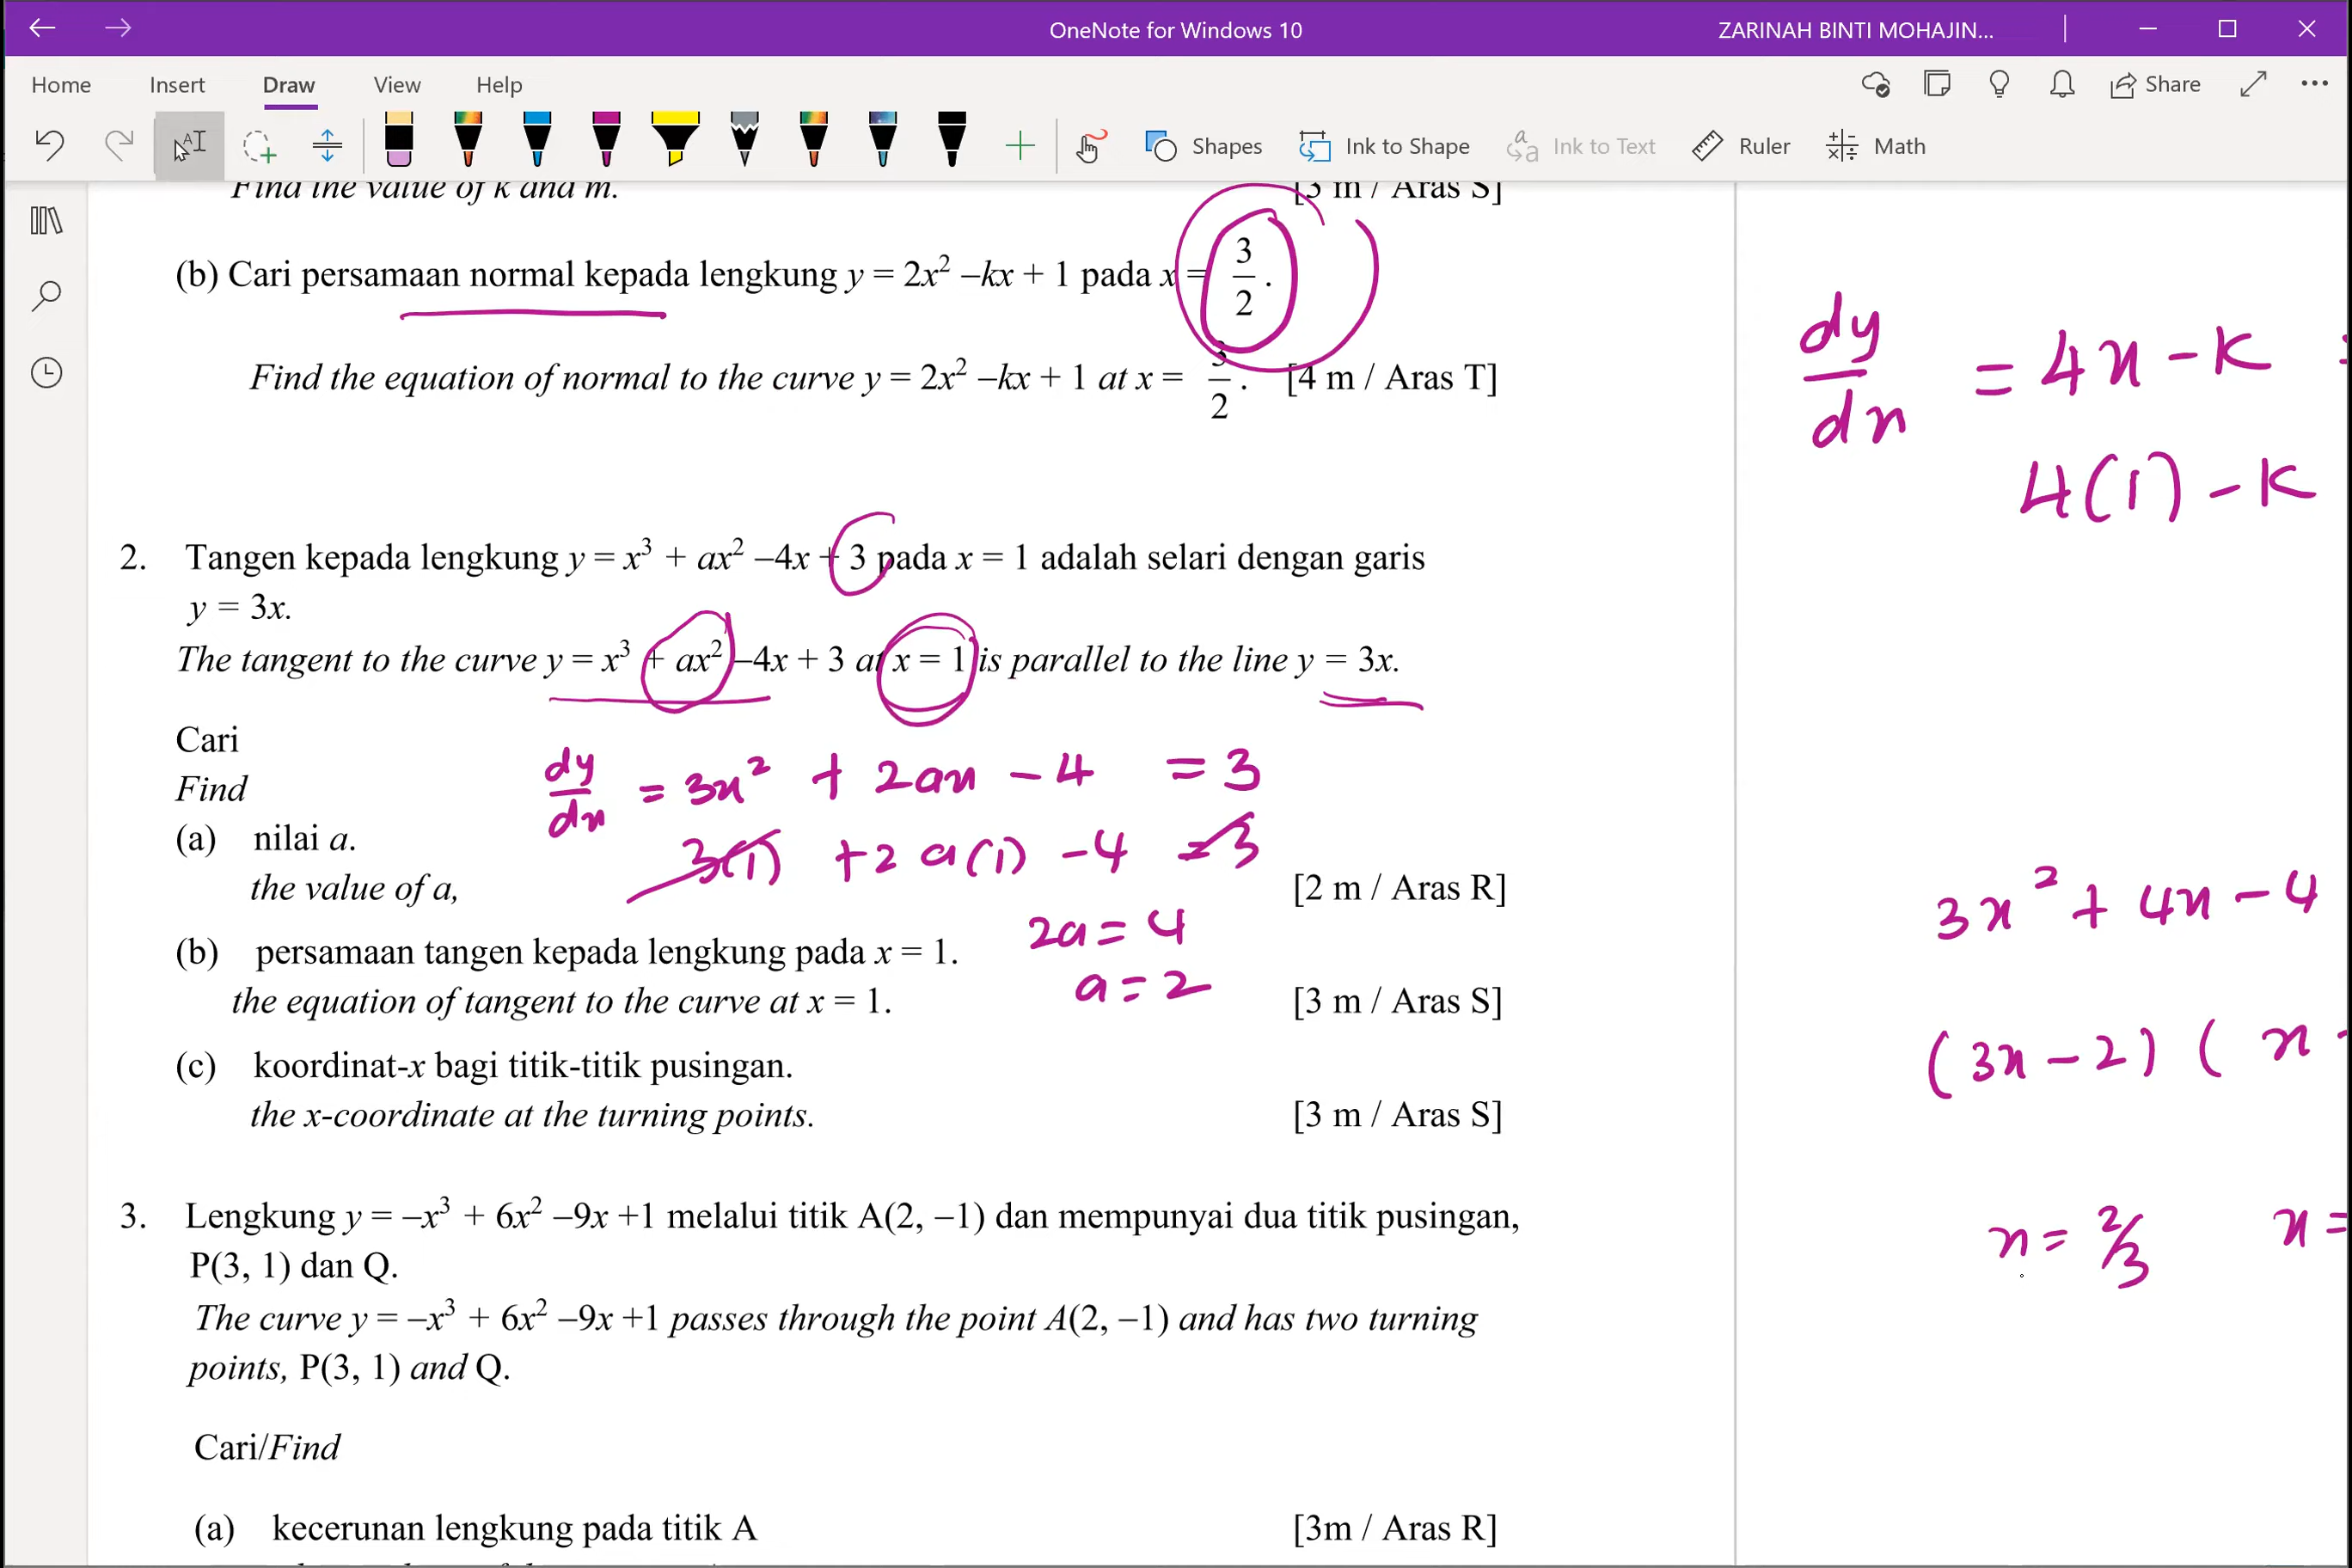 OneNote for Windows 10
ZARINAH BINTI MOHAJIN...
Home Insert Draw View Help
Share
Shapes Ink to Shape Ink to Text Ruler Math
Find the value of k and m. [3 m / Aras S]
(b) Cari persamaan normal kepada lengkung y = 2x² –kx + 1 pada x = 3/2.
Find the equation of normal to the curve y = 2x² –kx + 1 at x = 3/2. [4 m / Aras T]
2. Tangen kepada lengkung y = x³ + ax² –4x + 3 pada x = 1 adalah selari dengan garis
y = 3x.
The tangent to the curve y = x³ + ax² –4x + 3 at x = 1 is parallel to the line y = 3x.
Cari
Find
dy/dx = 3x² + 2ax - 4 = 3
3(1) + 2a(1) - 4 = 3
(a) nilai a.
the value of a, [2 m / Aras R]
2a = 4
a = 2
(b) persamaan tangen kepada lengkung pada x = 1.
the equation of tangent to the curve at x = 1. [3 m / Aras S]
(c) koordinat-x bagi titik-titik pusingan.
the x-coordinate at the turning points. [3 m / Aras S]
3. Lengkung y = –x³ + 6x² –9x +1 melalui titik A(2, –1) dan mempunyai dua titik pusingan,
P(3, 1) dan Q.
The curve y = –x³ + 6x² –9x +1 passes through the point A(2, –1) and has two turning
points, P(3, 1) and Q.
Cari/Find
(a) kecerunan lengkung pada titik A [3m / Aras R]
dy/dx = 4x - k
4(1) - k
3x² + 4x - 4
(3x - 2) ( x
x = 2/3 x =